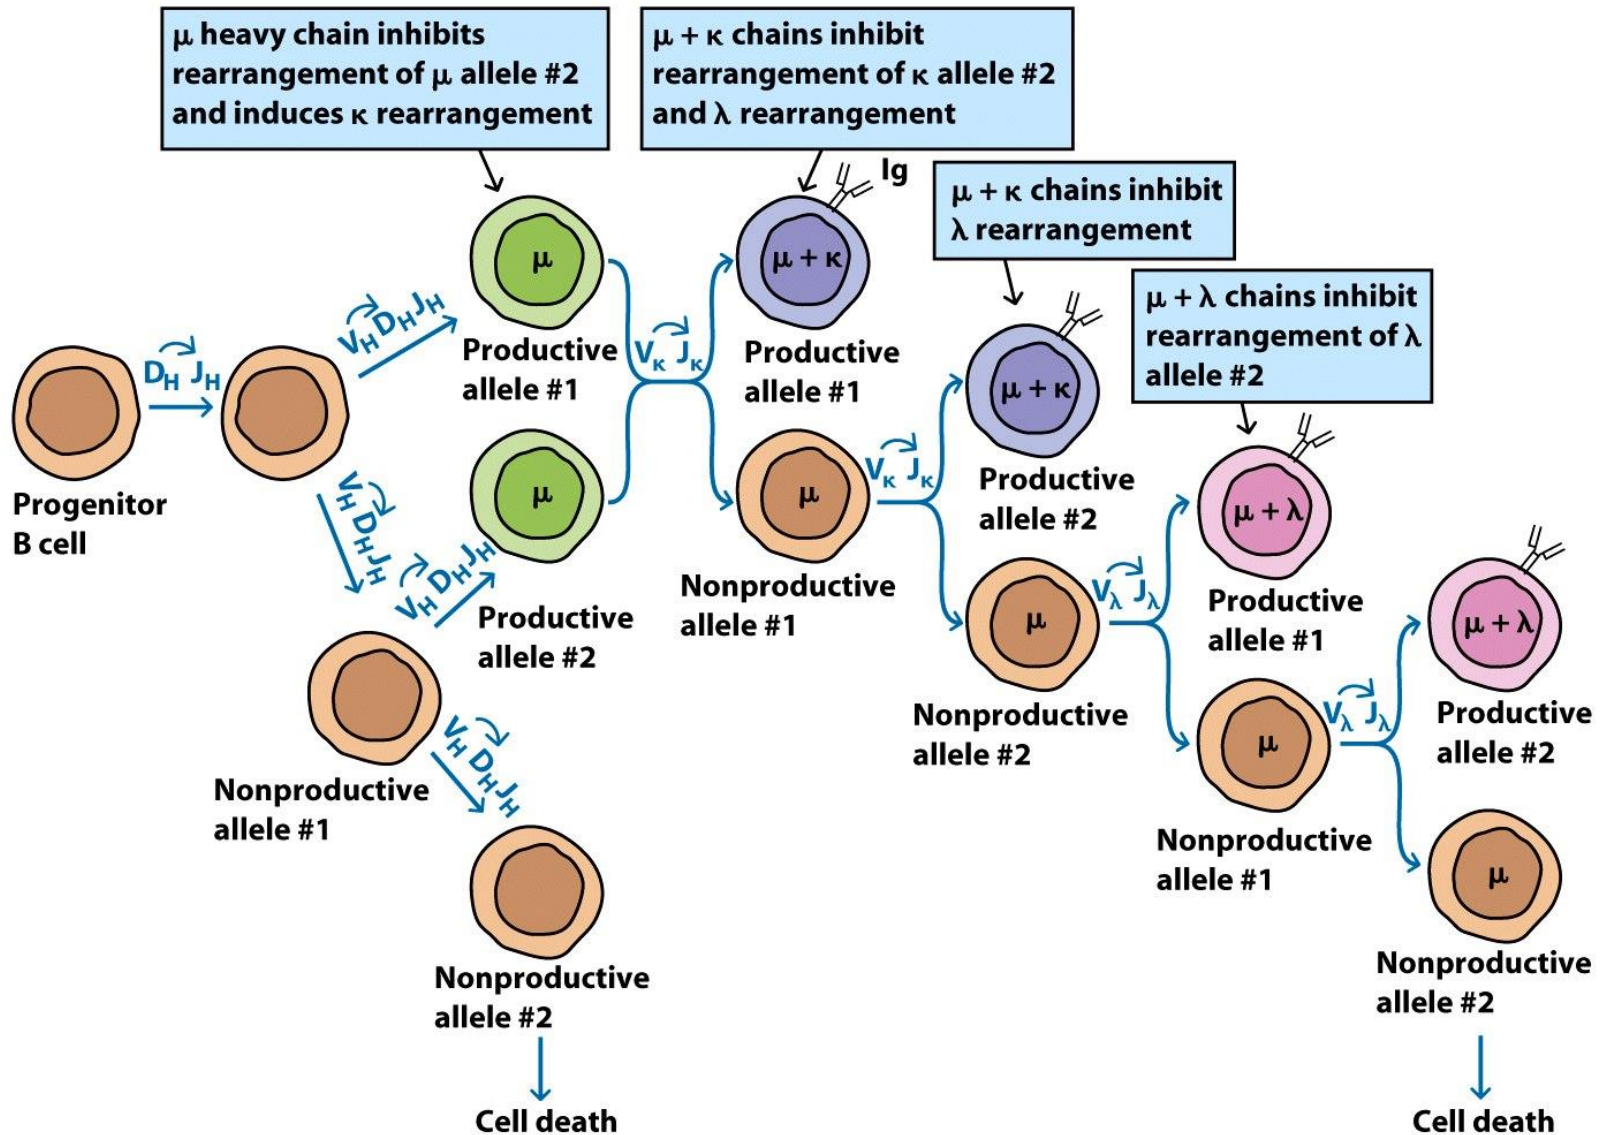 μ heavy chain inhibits
rearrangement of μ allele #2
and induces κ rearrangement
μ + κ chains inhibit
rearrangement of κ allele #2
and λ rearrangement
Ig
μ + κ chains inhibit
λ rearrangement
μ + λ chains inhibit
rearrangement of λ
allele #2
Progenitor
B cell
DH JH
VH DH JH
μ
Productive
allele #1
VH DH JH
Nonproductive
allele #1
VH DH JH
μ
Productive
allele #2
VH DH JH
Nonproductive
allele #2
Cell death
Vκ Jκ
μ + κ
Productive
allele #1
μ
Nonproductive
allele #1
Vκ Jκ
μ + κ
Productive
allele #2
μ
Nonproductive
allele #2
Vλ Jλ
μ + λ
Productive
allele #1
μ
Nonproductive
allele #1
Vλ Jλ
μ + λ
Productive
allele #2
μ
Nonproductive
allele #2
Cell death